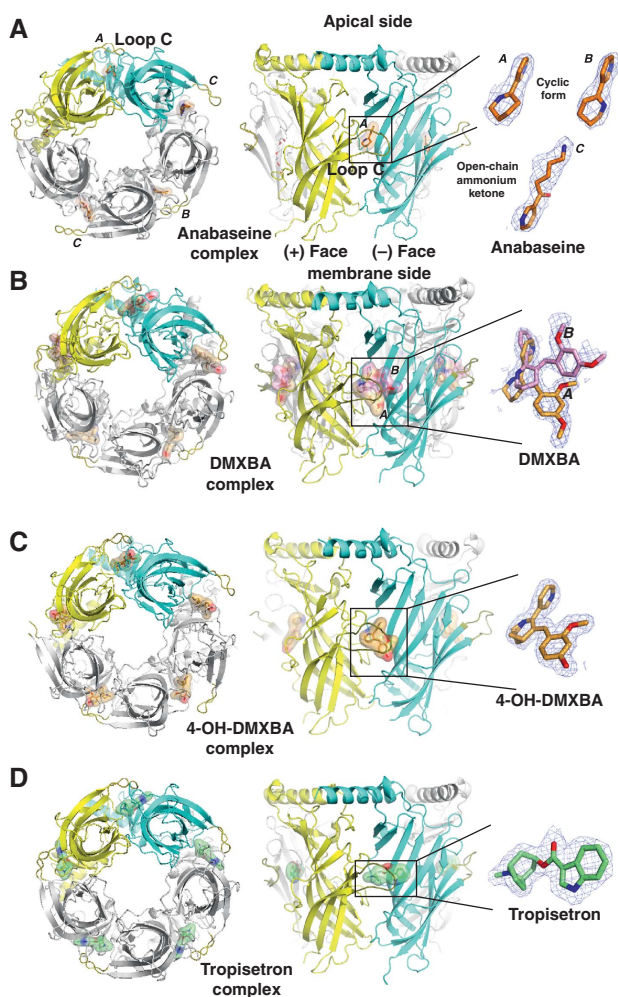 A
A
Loop C
C
B
C
Anabaseine
complex
Apical side
A
Loop C
(+) Face
(–) Face
membrane side
A
B
Cyclic
form
C
Open-chain
ammonium
ketone
Anabaseine
B
DMXBA
complex
B
A
B
A
DMXBA
C
4-OH-DMXBA
complex
4-OH-DMXBA
D
Tropisetron
complex
Tropisetron